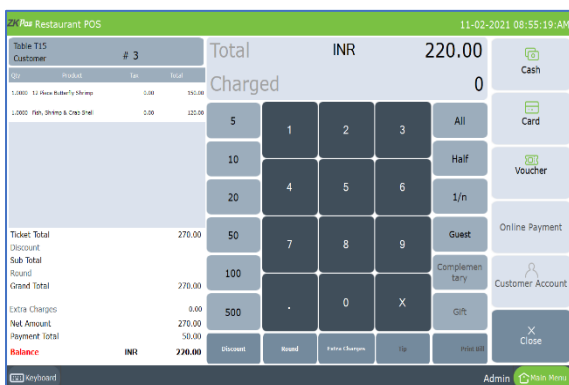 ZKPos Restaurant POS
11-02-2021 08:55:19:AM
Table T15
Customer
# 3
Qty Product Tax Total
1.0000 12 Piece Butterfly Shrimp 0.00 150.00
1.0000 Fish, Shrimp & Crab Shell 0.00 120.00
Ticket Total 270.00
Discount
Sub Total
Round
Grand Total 270.00
Extra Charges 0.00
Net Amount 270.00
Payment Total 50.00
Balance INR 220.00
Total INR 220.00
Charged 0
5 1 2 3 All
10 Half
20 4 5 6 1/n
50 7 8 9 Guest
100 Complemen
tary
500 . 0 X Gift
Discount Round Extra Charges Tip Print Bill
Cash
Card
Voucher
Online Payment
Customer Account
X
Close
Keyboard
Admin Main Menu